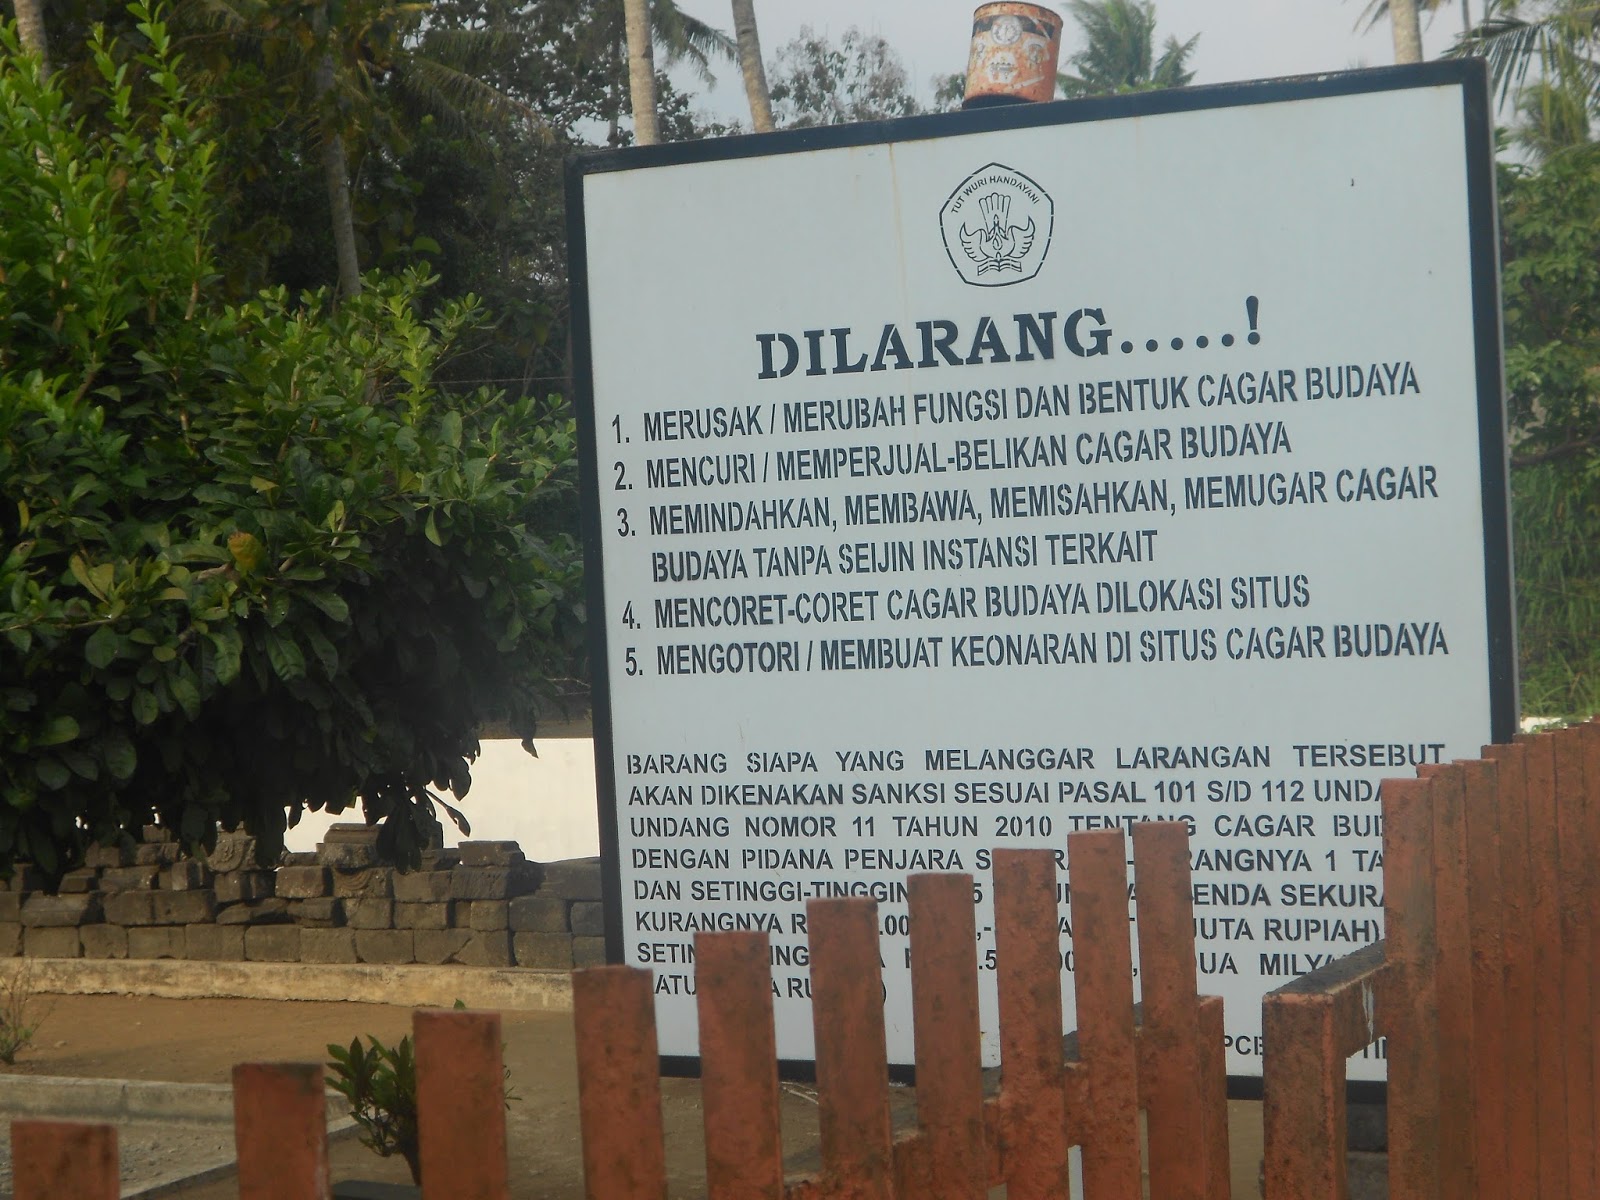 TUT WURI HANDAYANI
DILARANG.....!
1. MERUSAK / MERUBAH FUNGSI DAN BENTUK CAGAR BUDAYA
2. MENCURI / MEMPERJUAL-BELIKAN CAGAR BUDAYA
3. MEMINDAHKAN, MEMBAWA, MEMISAHKAN, MEMUGAR CAGAR
BUDAYA TANPA SEIJIN INSTANSI TERKAIT
4. MENCORET-CORET CAGAR BUDAYA DILOKASI SITUS
5. MENGOTORI / MEMBUAT KEONARAN DI SITUS CAGAR BUDAYA
BARANG SIAPA YANG MELANGGAR LARANGAN TERSEBUT
AKAN DIKENAKAN SANKSI SESUAI PASAL 101 S/D 112
UNDANG NOMOR 11 TAHUN 2010 TENTANG CAGAR
DENGAN PIDANA PENJARA 1
DAN
KURANGNYA JUTA RUPIAH)